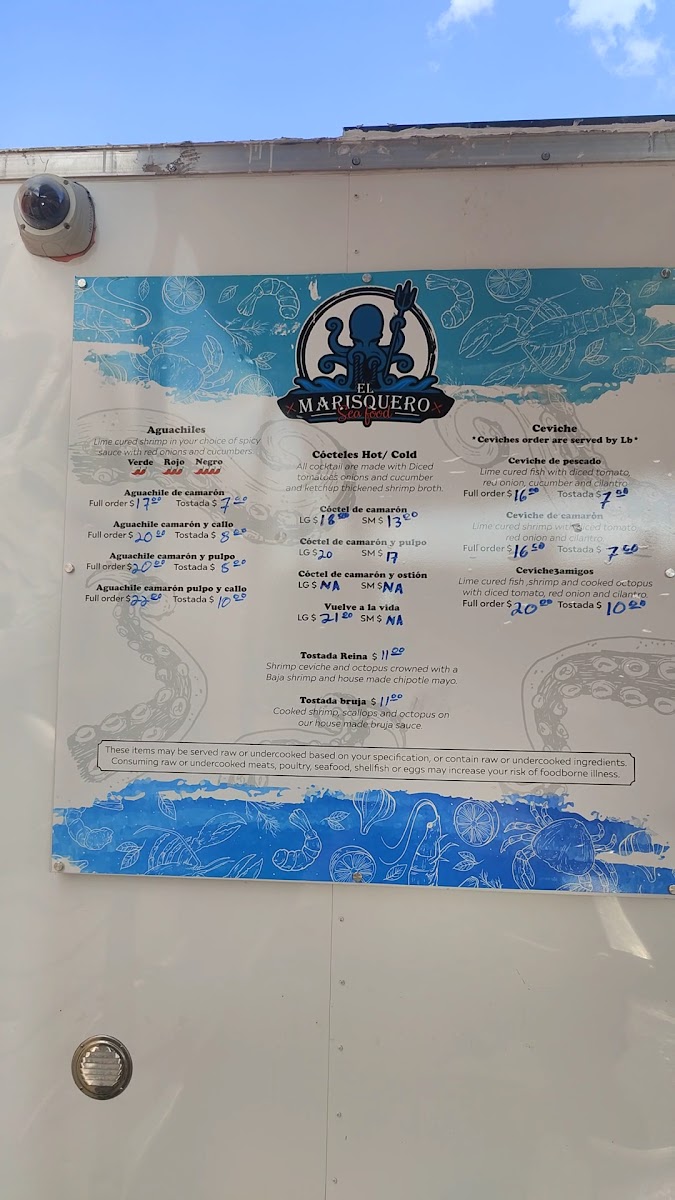 EL
MARISQUERO
Sea food
Aguachiles
Lime cured shrimp in your choice of spicy
sauce with red onions and cucumbers.
Verde Rojo Negro
Aguachile de camarón
Full order $ 17.00 Tostada $ 7.00
Aguachile camarón y callo
Full order $ 20.00 Tostada $ 8.00
Aguachile camarón y pulpo
Full order $ 20.00 Tostada $ 8.00
Aguachile camarón pulpo y callo
Full order $ 22.00 Tostada $ 10.00
Cócteles Hot/ Cold
All cocktail are made with Diced
tomatoes onions and cucumber
and ketchup thickened shrimp broth.
Cóctel de camarón
LG $ 18.00 SM $ 13.00
Cóctel de camarón y pulpo
LG $ 20 SM $ 17
Cóctel de camarón y ostión
LG $ NA SM $ NA
Vuelve a la vida
LG $ 21.00 SM $ NA
Tostada Reina $ 11.00
Shrimp ceviche and octopus crowned with a
Baja shrimp and house made chipotle mayo.
Tostada bruja $ 11.00
Cooked shrimp, scallops and octopus on
our house made bruja sauce.
Ceviche
*Ceviches order are served by Lb*
Ceviche de pescado
Lime cured fish with diced tomato,
red onion, cucumber and cilantro
Full order $ 16.00 Tostada $ 7.00
Ceviche de camarón
Lime cured shrimp with diced tomato
red onion and cilantro
Full order $ 16.50 Tostada $ 7.00
Ceviche3amigos
Lime cured fish ,shrimp and cooked octopus
with diced tomato, red onion and cilantro.
Full order $ 20.00 Tostada $ 10.00
These items may be served raw or undercooked based on your specification, or contain raw or undercooked ingredients.
Consuming raw or undercooked meats, poultry, seafood, shellfish or eggs may increase your risk of foodborne illness.